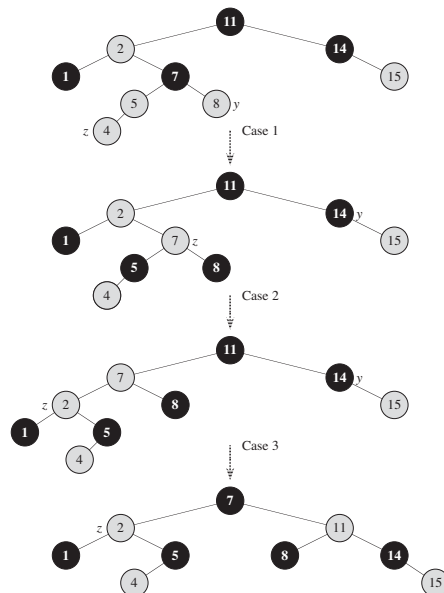 11
2 14
1 7 15
5 8 y
z 4
Case 1
11
2 14 y
1 7 z 15
5 8
4
Case 2
11
7 14 y
z 2 8 15
1 5
4
Case 3
7
z 2 11
1 5 8 14
4 15